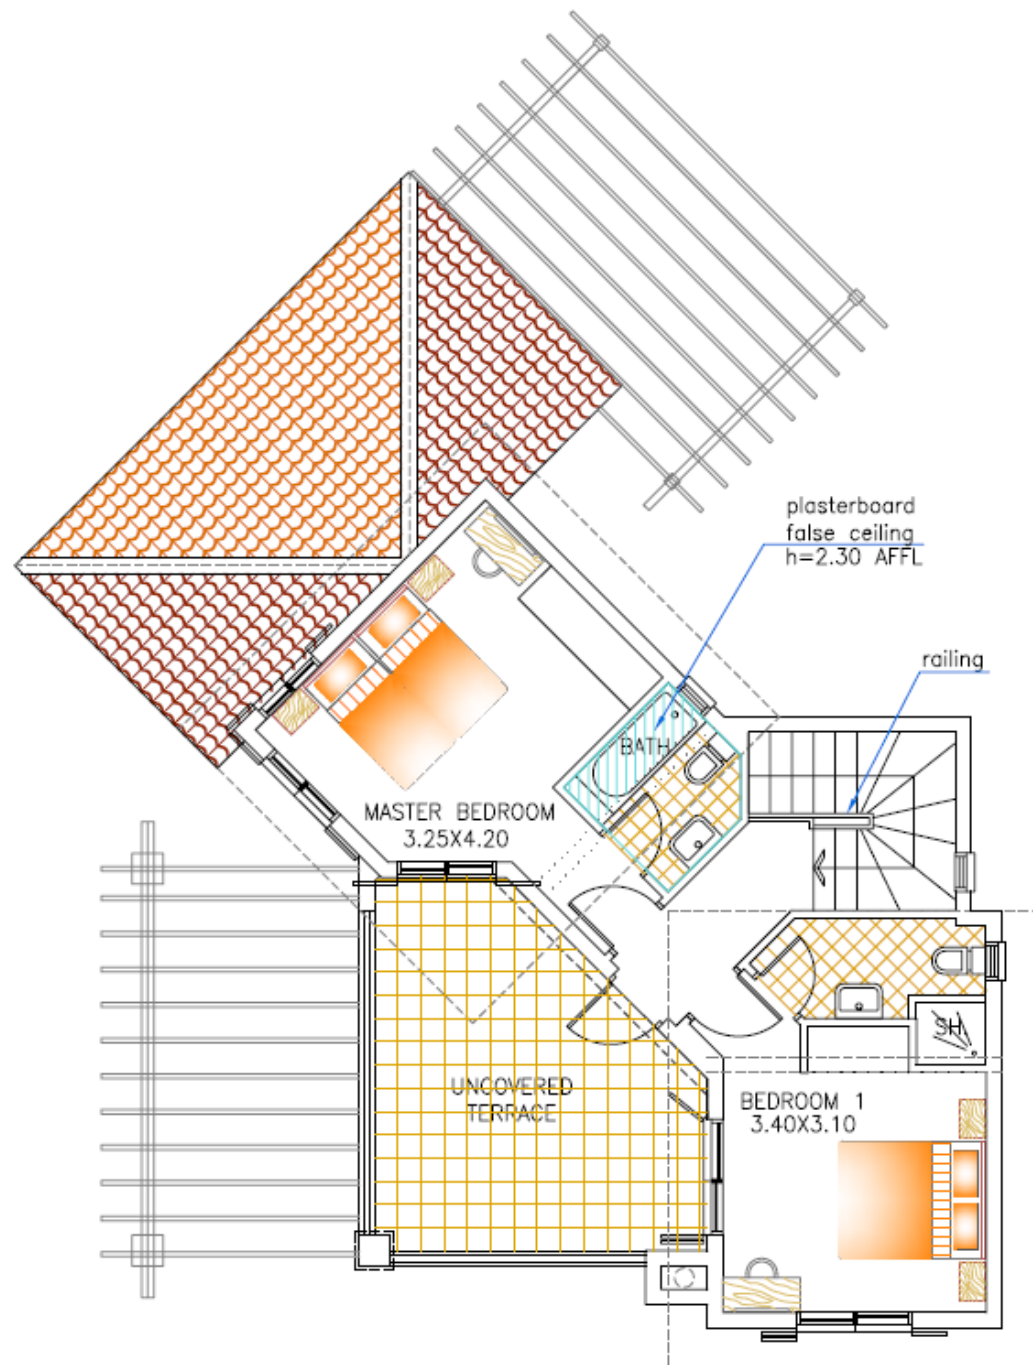 plasterboard
false ceiling
h=2.30 AFFL
railing
BATH
MASTER BEDROOM
3.25X4.20
SH
UNCOVERED
TERRACE
BEDROOM 1
3.40X3.10